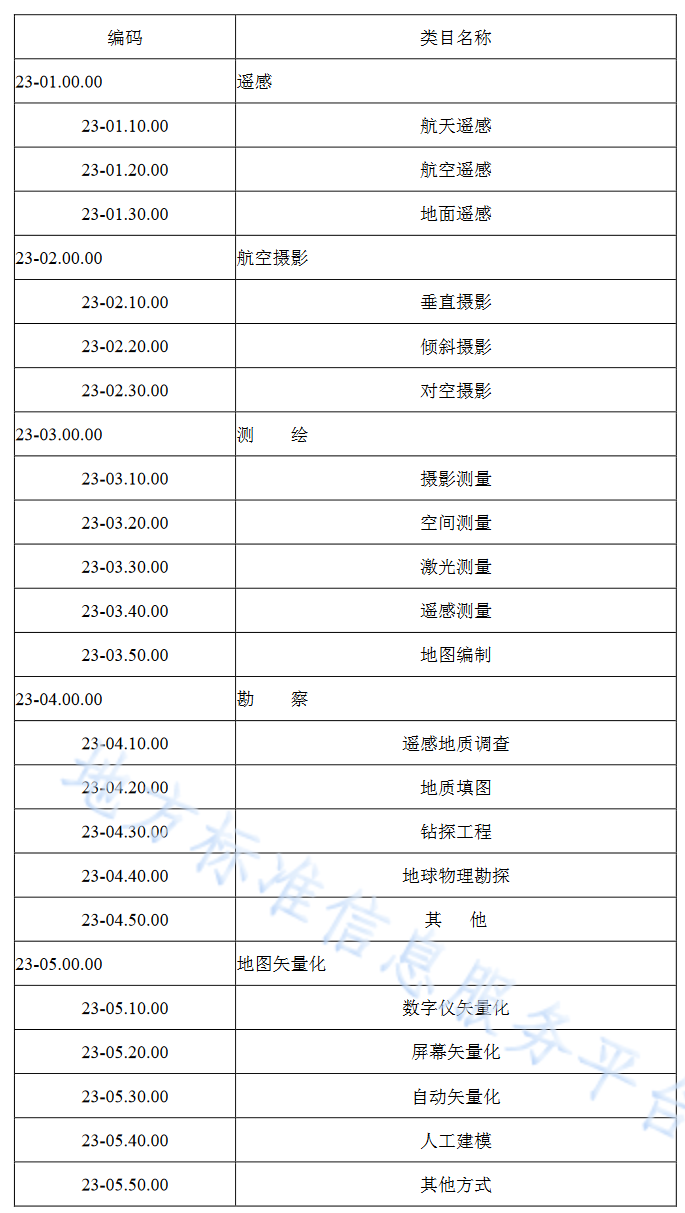 编码 类目名称
23-01.00.00 遥感
23-01.10.00 航天遥感
23-01.20.00 航空遥感
23-01.30.00 地面遥感
23-02.00.00 航空摄影
23-02.10.00 垂直摄影
23-02.20.00 倾斜摄影
23-02.30.00 对空摄影
23-03.00.00 测 绘
23-03.10.00 摄影测量
23-03.20.00 空间测量
23-03.30.00 激光测量
23-03.40.00 遥感测量
23-03.50.00 地图编制
23-04.00.00 勘 察
23-04.10.00 遥感地质调查
23-04.20.00 地质填图
23-04.30.00 钻探工程
23-04.40.00 地球物理勘探
23-04.50.00 其 他
23-05.00.00 地图矢量化
23-05.10.00 数字仪矢量化
23-05.20.00 屏幕矢量化
23-05.30.00 自动矢量化
23-05.40.00 人工建模
23-05.50.00 其他方式
地方标准信息服务平台